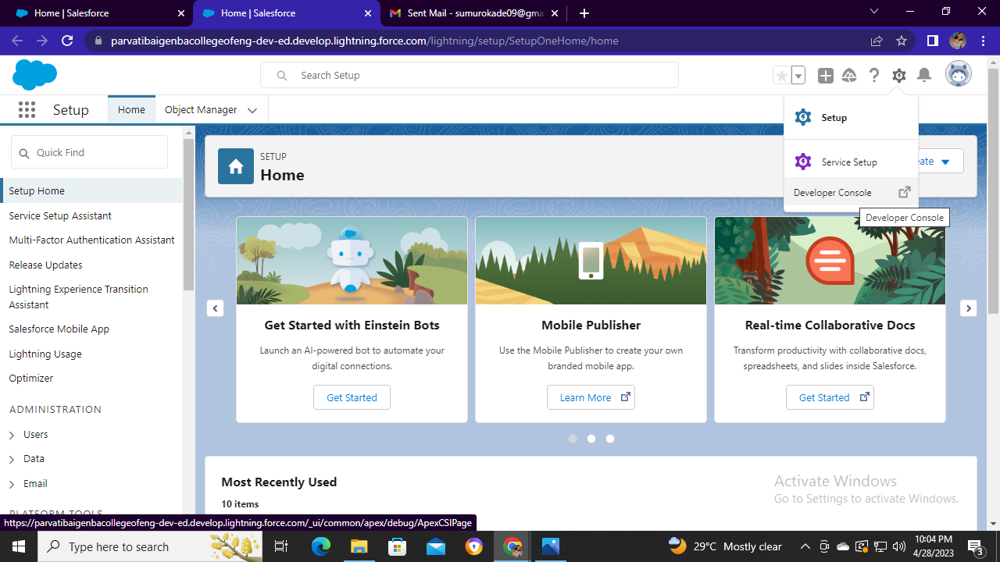 Home | Salesforce
Home | Salesforce
Sent Mail - sumurokade09@gma
parvatibaigenbacollegeofeng-dev-ed.develop.lightning.force.com/lightning/setup/SetupOneHome/home
Search Setup
Setup
Home
Object Manager
Setup
Service Setup
Developer Console
Developer Console
Quick Find
Setup Home
Service Setup Assistant
Multi-Factor Authentication Assistant
Release Updates
Lightning Experience Transition
Assistant
Salesforce Mobile App
Lightning Usage
Optimizer
ADMINISTRATION
Users
Data
Email
PLATFORM TOOLS
SETUP
Home
eate
Get Started with Einstein Bots
Launch an AI-powered bot to automate your
digital connections.
Get Started
Mobile Publisher
Use the Mobile Publisher to create your own
branded mobile app.
Learn More
Real-time Collaborative Docs
Transform productivity with collaborative docs,
spreadsheets, and slides inside Salesforce.
Get Started
Most Recently Used
10 items
Activate Windows
Go to Settings to activate Windows.
https://parvatibaigenbacollegeofeng-dev-ed.develop.lightning.force.com/_ui/common/apex/debug/ApexCSIPage
Type here to search
29°C Mostly clear
10:04 PM
4/28/2023
3